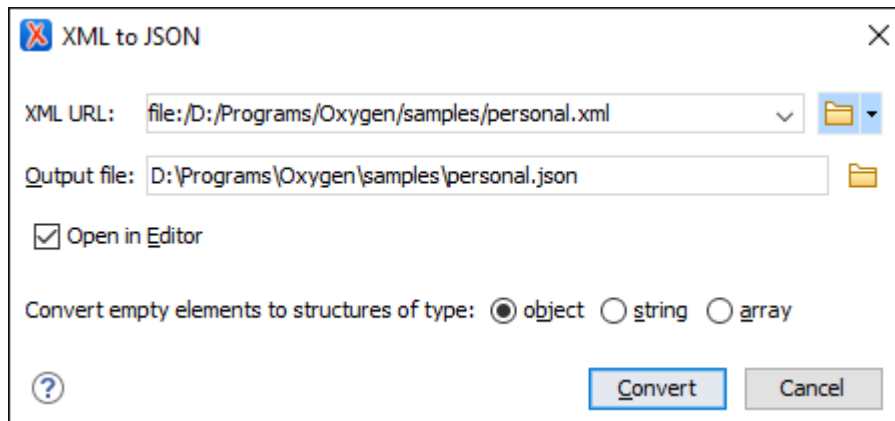 XML to JSON
XML URL: file:/D:/Programs/Oxygen/samples/personal.xml
Output file: D:\Programs\Oxygen\samples\personal.json
Open in Editor
Convert empty elements to structures of type: object string array
? Convert Cancel